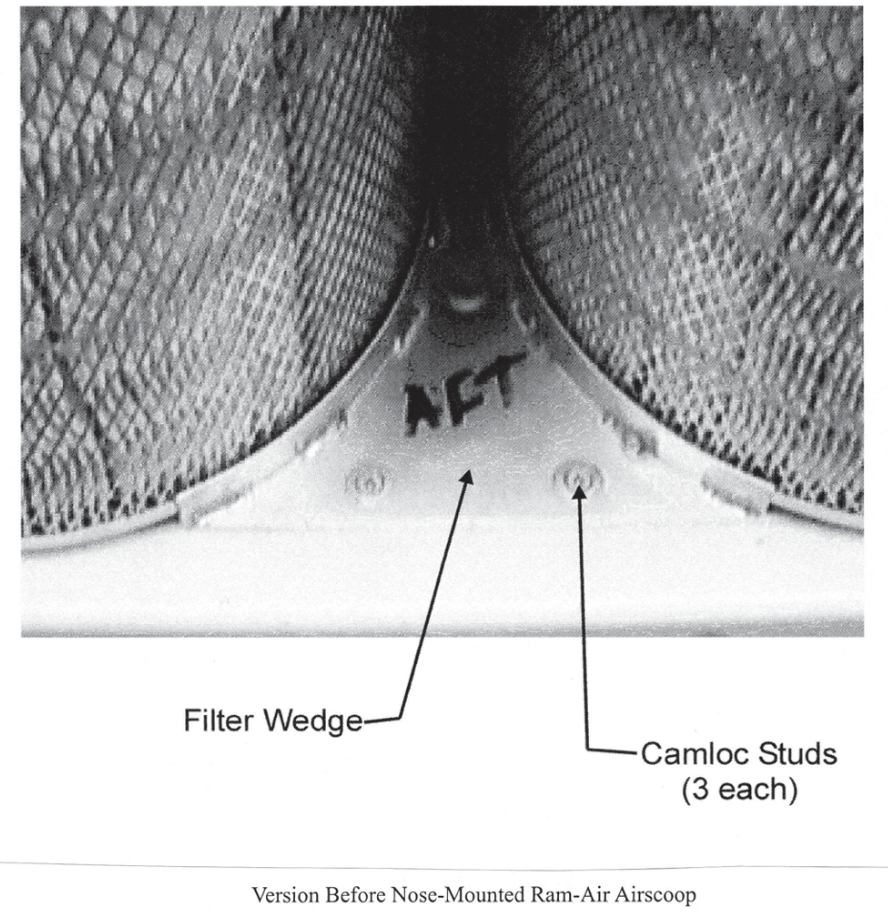 AFT
Filter Wedge
Camloc Studs
(3 each)
Version Before Nose-Mounted Ram-Air Airscoop